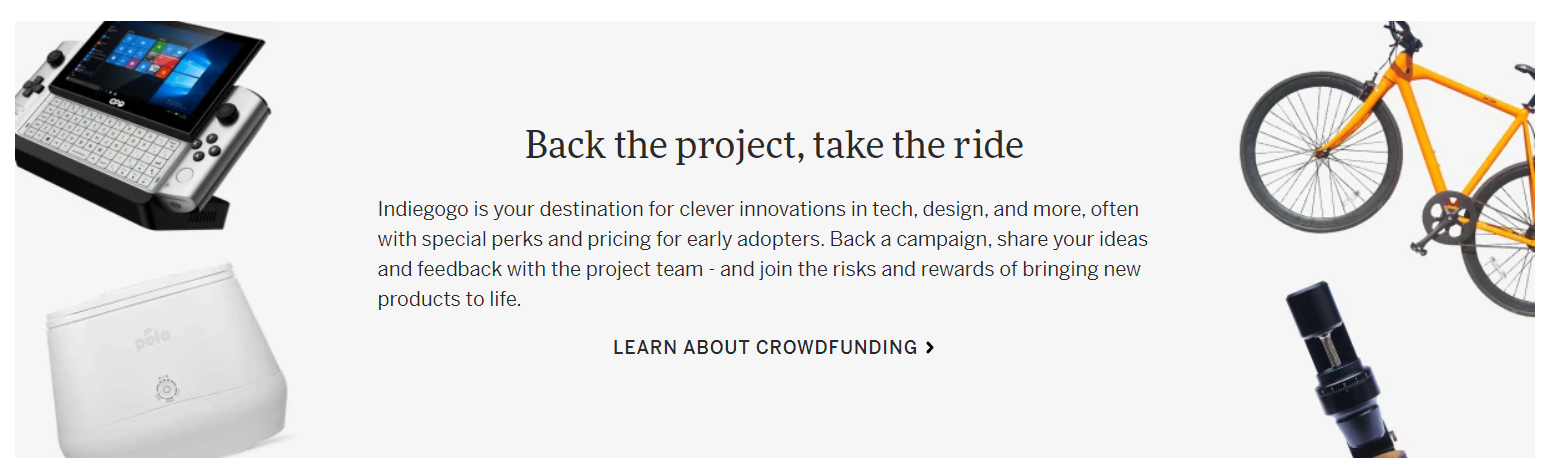 GPD
Back the project, take the ride
Indiegogo is your destination for clever innovations in tech, design, and more, often
with special perks and pricing for early adopters. Back a campaign, share your ideas
and feedback with the project team - and join the risks and rewards of bringing new
products to life.
pela
LEARN ABOUT CROWDFUNDING